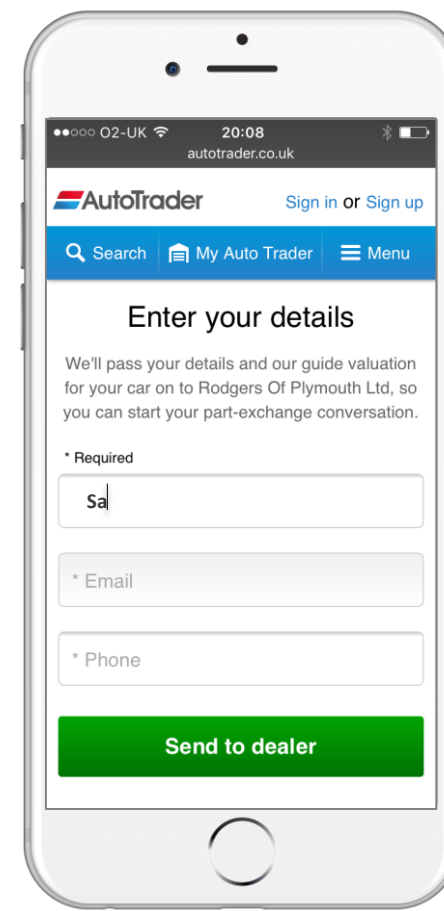 O2-UK 20:08
autotrader.co.uk
AutoTrader Sign in or Sign up
Search My Auto Trader Menu
Enter your details
We'll pass your details and our guide valuation
for your car on to Rodgers Of Plymouth Ltd, so
you can start your part-exchange conversation.
* Required
Sa
* Email
* Phone
Send to dealer